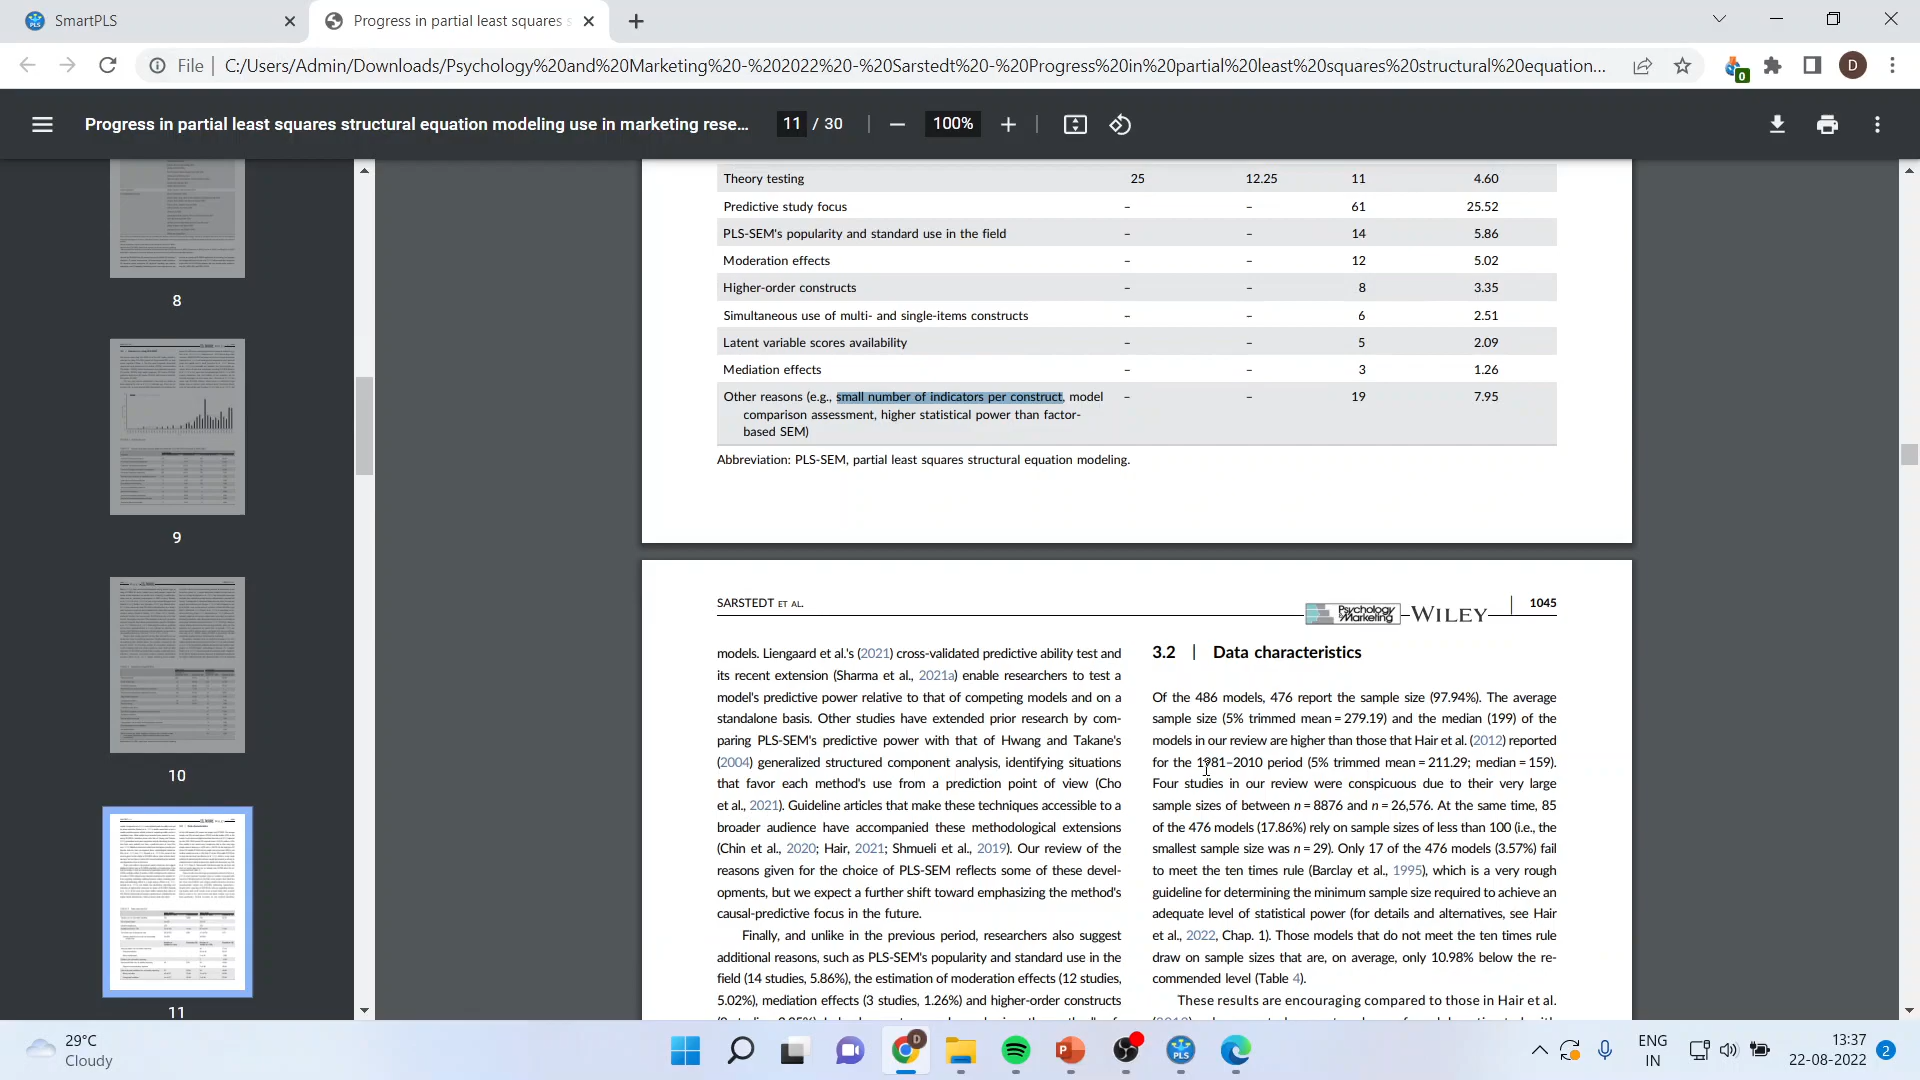 SmartPLS
Progress in partial least squares s
File
C:/Users/Admin/Downloads/Psychology%20and%20Marketing%20-%202022%20-%20Sarstedt%20-%20Progress%20in%20partial%20least%20squares%20structural%20equation...
0
D
Progress in partial least squares structural equation modeling use in marketing rese...
11 / 30
100%
8
9
10
11
Theory testing 25 12.25 11 4.60
Predictive study focus – – 61 25.52
PLS-SEM's popularity and standard use in the field – – 14 5.86
Moderation effects – – 12 5.02
Higher-order constructs – – 8 3.35
Simultaneous use of multi- and single-items constructs – – 6 2.51
Latent variable scores availability – – 5 2.09
Mediation effects – – 3 1.26
Other reasons (e.g., small number of indicators per construct, model – – 19 7.95
comparison assessment, higher statistical power than factor-
based SEM)
Abbreviation: PLS-SEM, partial least squares structural equation modeling.
SARSTEDT ET AL.
Psychology & Marketing WILEY 1045
models. Liengaard et al.'s (2021) cross-validated predictive ability test and
its recent extension (Sharma et al., 2021a) enable researchers to test a
model's predictive power relative to that of competing models and on a
standalone basis. Other studies have extended prior research by com-
paring PLS-SEM's predictive power with that of Hwang and Takane's
(2004) generalized structured component analysis, identifying situations
that favor each method's use from a prediction point of view (Cho
et al., 2021). Guideline articles that make these techniques accessible to a
broader audience have accompanied these methodological extensions
(Chin et al., 2020; Hair, 2021; Shmueli et al., 2019). Our review of the
reasons given for the choice of PLS-SEM reflects some of these devel-
opments, but we expect a further shift toward emphasizing the method's
causal-predictive focus in the future.
Finally, and unlike in the previous period, researchers also suggest
additional reasons, such as PLS-SEM's popularity and standard use in the
field (14 studies, 5.86%), the estimation of moderation effects (12 studies,
5.02%), mediation effects (3 studies, 1.26%) and higher-order constructs
3.2 | Data characteristics
Of the 486 models, 476 report the sample size (97.94%). The average
sample size (5% trimmed mean = 279.19) and the median (199) of the
models in our review are higher than those that Hair et al. (2012) reported
for the 1981–2010 period (5% trimmed mean = 211.29; median = 159).
Four studies in our review were conspicuous due to their very large
sample sizes of between n = 8876 and n = 26,576. At the same time, 85
of the 476 models (17.86%) rely on sample sizes of less than 100 (i.e., the
smallest sample size was n = 29). Only 17 of the 476 models (3.57%) fail
to meet the ten times rule (Barclay et al., 1995), which is a very rough
guideline for determining the minimum sample size required to achieve an
adequate level of statistical power (for details and alternatives, see Hair
et al., 2022, Chap. 1). Those models that do not meet the ten times rule
draw on sample sizes that are, on average, only 10.98% below the re-
commended level (Table 4).
These results are encouraging compared to those in Hair et al.
29°C
Cloudy
D
PLS
ENG
IN
13:37
22-08-2022
2